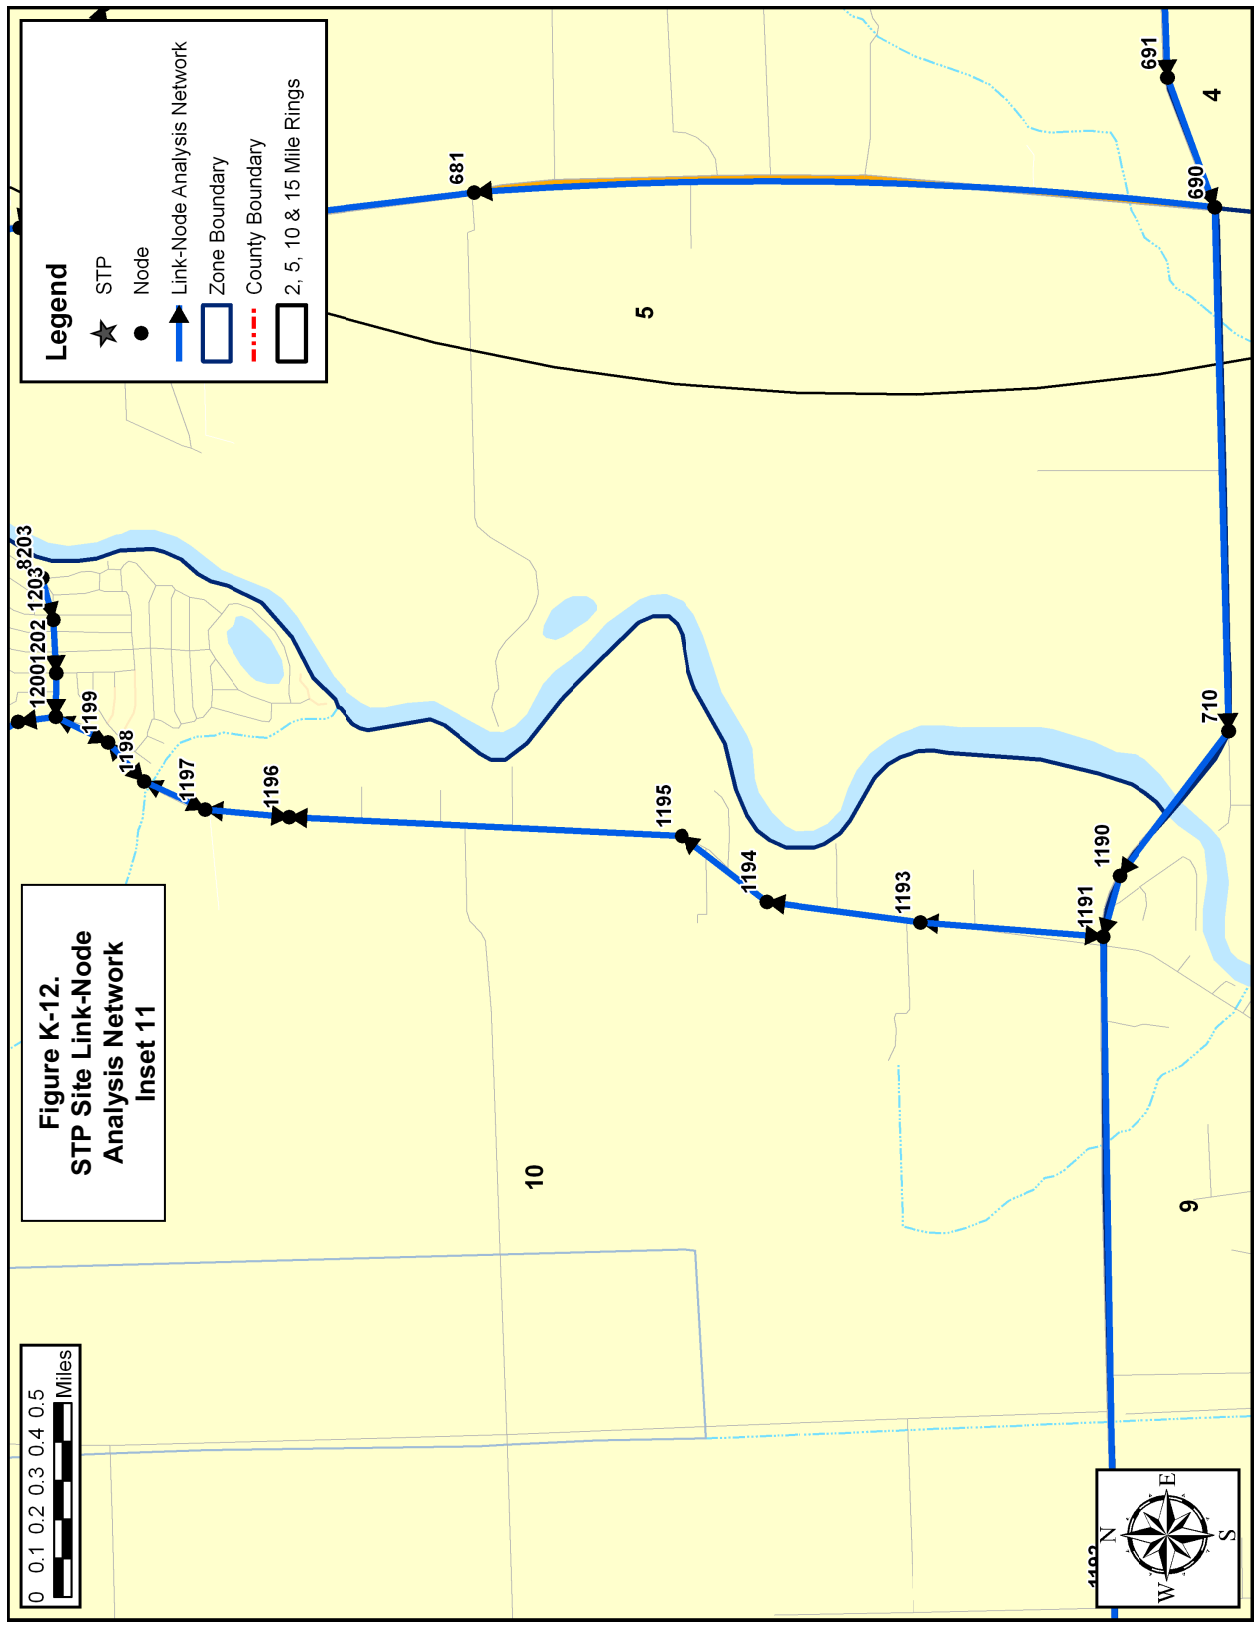 Figure K-12.
STP Site Link-Node
Analysis Network
Inset 11
Legend
STP
Node
Link-Node Analysis Network
Zone Boundary
County Boundary
2, 5, 10 & 15 Mile Rings
0 0.1 0.2 0.3 0.4 0.5
Miles
8203
1203
1202
1200
1199
1198
1197
1196
1195
1194
1193
1191
1190
710
690
691
681
4
5
10
9
N
E
S
W